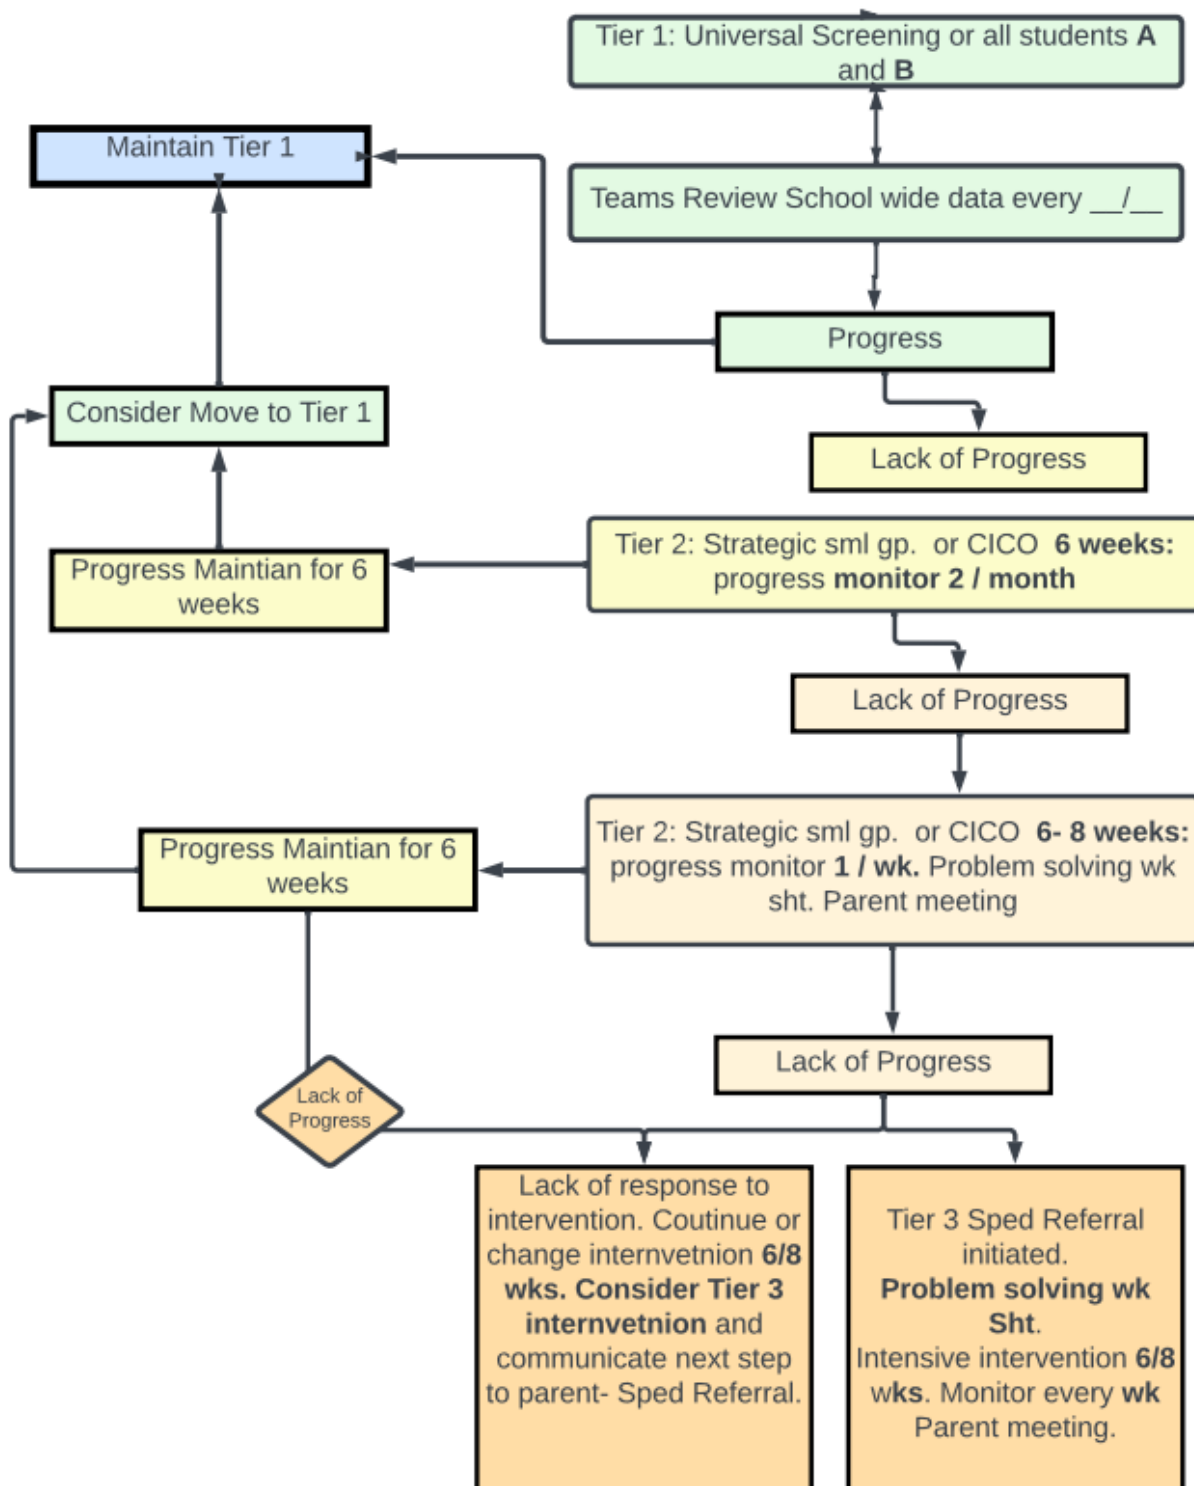 Tier 1: Universal Screening or all students A
and B
Maintain Tier 1
Teams Review School wide data every __/__
Progress
Consider Move to Tier 1
Lack of Progress
Tier 2: Strategic sml gp. or CICO 6 weeks:
progress monitor 2 / month
Progress Maintian for 6
weeks
Lack of Progress
Tier 2: Strategic sml gp. or CICO 6- 8 weeks:
progress monitor 1 / wk. Problem solving wk
sht. Parent meeting
Progress Maintian for 6
weeks
Lack of Progress
Lack of
Progress
Lack of response to
intervention. Coutinue or
change internvetnion 6/8
wks. Consider Tier 3
internvetnion and
communicate next step
to parent- Sped Referral.
Tier 3 Sped Referral
initiated.
Problem solving wk
Sht.
Intensive intervention 6/8
wks. Monitor every wk
Parent meeting.